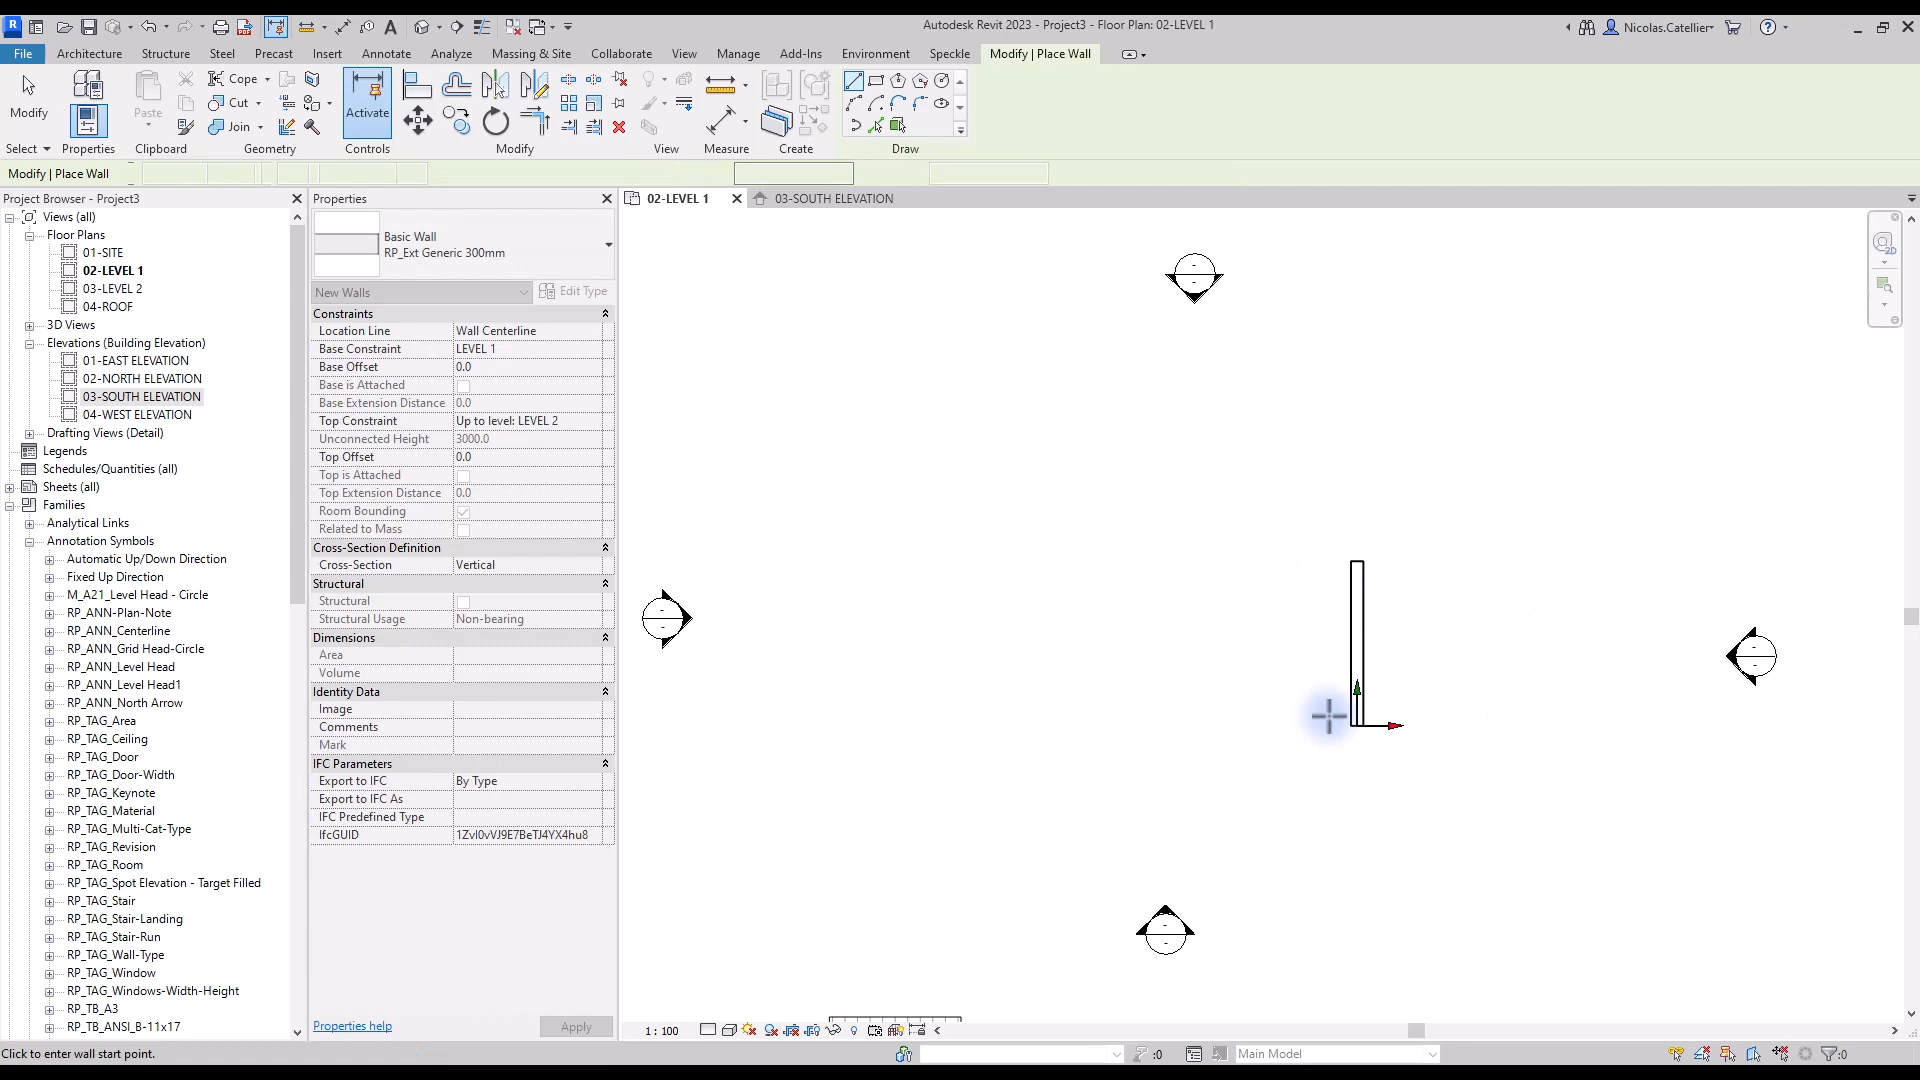 Autodesk Revit 2023 - Project3 - Floor Plan: 02-LEVEL 1
Nicolas.Catellier
File
Architecture
Structure
Steel
Precast
Insert
Annotate
Analyze
Massing & Site
Collaborate
View
Manage
Add-Ins
Environment
Speckle
Modify | Place Wall
Modify
Paste
Cope
Cut
Join
Activate
Select
Properties
Clipboard
Geometry
Controls
Modify
View
Measure
Create
Draw
Modify | Place Wall
Project Browser - Project3
Views (all)
Floor Plans
01-SITE
02-LEVEL 1
03-LEVEL 2
04-ROOF
3D Views
Elevations (Building Elevation)
01-EAST ELEVATION
02-NORTH ELEVATION
03-SOUTH ELEVATION
04-WEST ELEVATION
Drafting Views (Detail)
Legends
Schedules/Quantities (all)
Sheets (all)
Families
Analytical Links
Annotation Symbols
Automatic Up/Down Direction
Fixed Up Direction
M_A21_Level Head - Circle
RP_ANN-Plan-Note
RP_ANN_Centerline
RP_ANN_Grid Head-Circle
RP_ANN_Level Head
RP_ANN_Level Head1
RP_ANN_North Arrow
RP_TAG_Area
RP_TAG_Ceiling
RP_TAG_Door
RP_TAG_Door-Width
RP_TAG_Keynote
RP_TAG_Material
RP_TAG_Multi-Cat-Type
RP_TAG_Revision
RP_TAG_Room
RP_TAG_Spot Elevation - Target Filled
RP_TAG_Stair
RP_TAG_Stair-Landing
RP_TAG_Stair-Run
RP_TAG_Wall-Type
RP_TAG_Window
RP_TAG_Windows-Width-Height
RP_TB_A3
RP_TB_ANSI_B-11x17
Properties
Basic Wall
RP_Ext Generic 300mm
New Walls
Edit Type
Constraints
Location Line Wall Centerline
Base Constraint LEVEL 1
Base Offset 0.0
Base is Attached
Base Extension Distance 0.0
Top Constraint Up to level: LEVEL 2
Unconnected Height 3000.0
Top Offset 0.0
Top is Attached
Top Extension Distance 0.0
Room Bounding
Related to Mass
Cross-Section Definition
Cross-Section Vertical
Structural
Structural
Structural Usage Non-bearing
Dimensions
Area
Volume
Identity Data
Image
Comments
Mark
IFC Parameters
Export to IFC By Type
Export to IFC As
IFC Predefined Type
IfcGUID 1ZvI0vVJ9E7BeTJ4YX4hu8
Properties help
Apply
02-LEVEL 1
03-SOUTH ELEVATION
2D
1 : 100
Click to enter wall start point.
:0
Main Model
:0